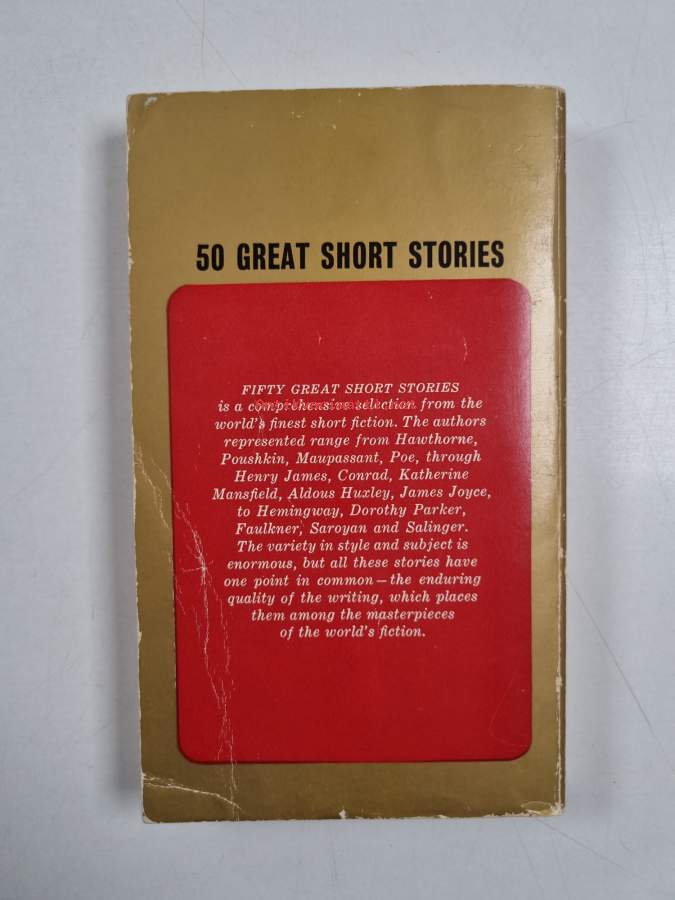 50 GREAT SHORT STORIES
FIFTY GREAT SHORT STORIES
is a comprehensive selection from the
world's finest short fiction. The authors
represented range from Hawthorne,
Poushkin, Maupassant, Poe, through
Henry James, Conrad, Katherine
Mansfield, Aldous Huxley, James Joyce,
to Hemingway, Dorothy Parker,
Faulkner, Saroyan and Salinger.
The variety in style and subject is
enormous, but all these stories have
one point in common—the enduring
quality of the writing, which places
them among the masterpieces
of the world's fiction.